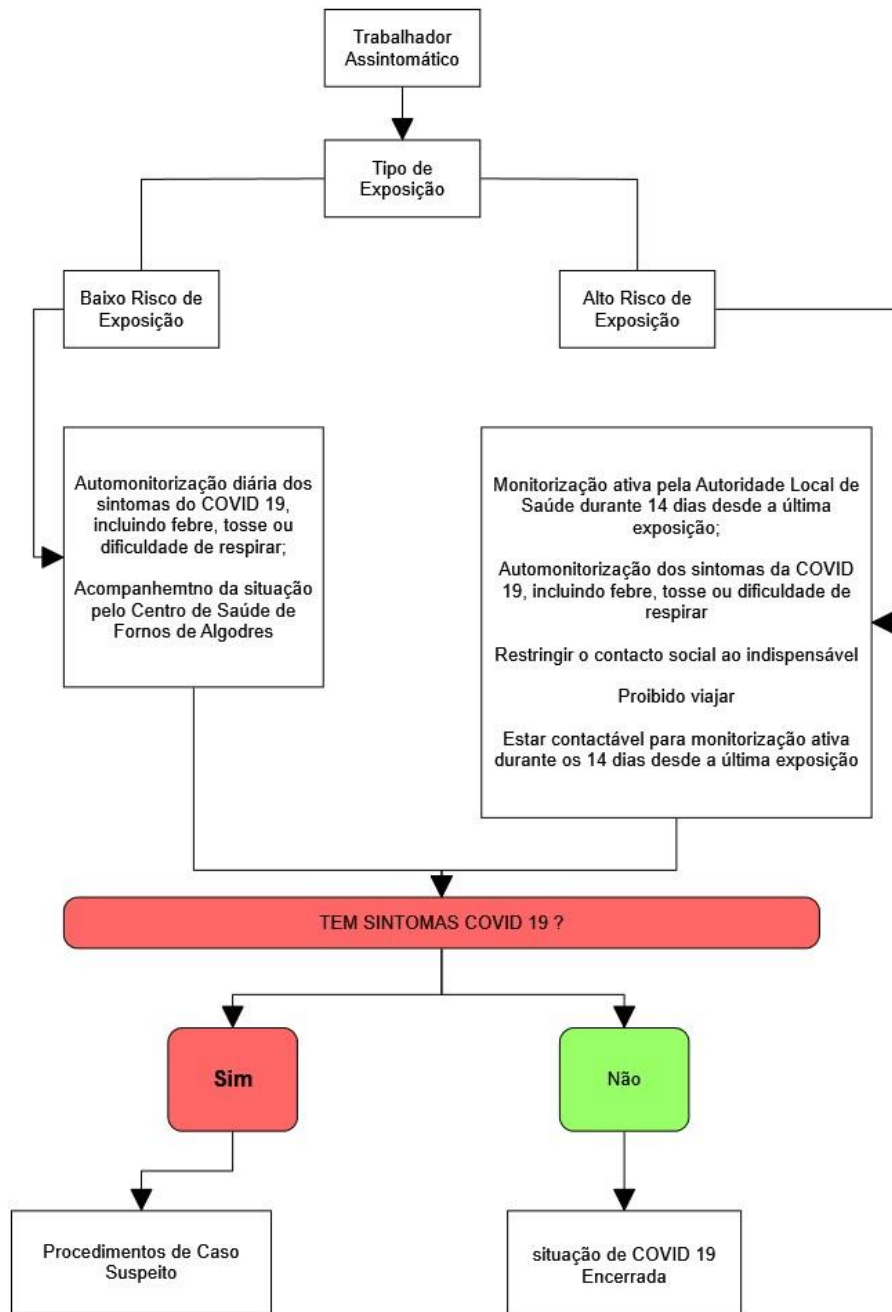 Trabalhador
Assintomático
Tipo de
Exposição
Baixo Risco de
Exposição
Alto Risco de
Exposição
Automonitorização diária dos
sintomas do COVID 19,
incluindo febre, tosse ou
dificuldade de respirar;
Acompanhemtno da situação
pelo Centro de Saúde de
Fornos de Algodres
Monitorização ativa pela Autoridade Local de
Saúde durante 14 dias desde a última
exposição;
Automonitorização dos sintomas da COVID
19, incluindo febre, tosse ou dificuldade de
respirar
Restringir o contacto social ao indispensável
Proibido viajar
Estar contactável para monitorização ativa
durante os 14 dias desde a última exposição
TEM SINTOMAS COVID 19 ?
Sim
Não
Procedimentos de Caso
Suspeito
situação de COVID 19
Encerrada